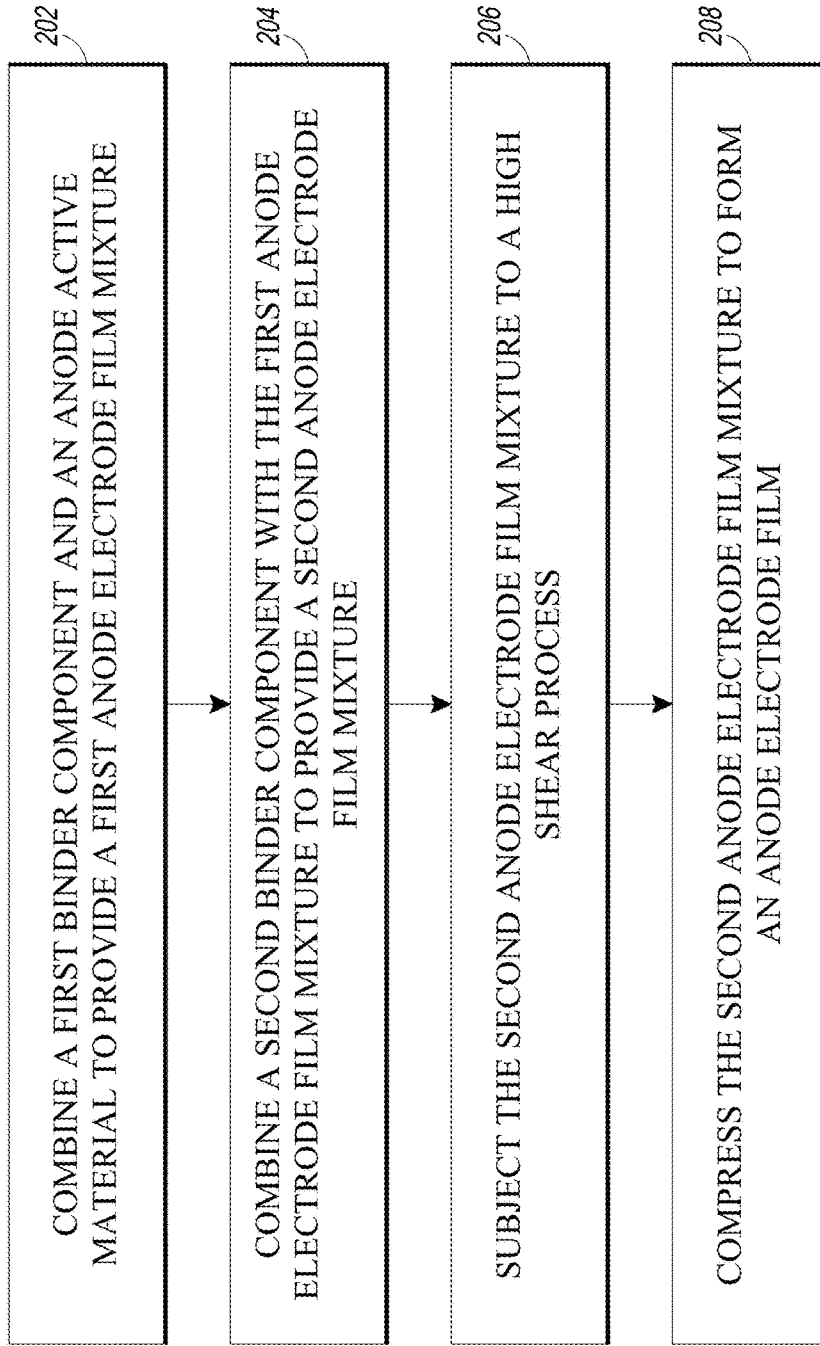 202
COMBINE A FIRST BINDER COMPONENT AND AN ANODE ACTIVE
MATERIAL TO PROVIDE A FIRST ANODE ELECTRODE FILM MIXTURE
204
COMBINE A SECOND BINDER COMPONENT WITH THE FIRST ANODE
ELECTRODE FILM MIXTURE TO PROVIDE A SECOND ANODE ELECTRODE
FILM MIXTURE
206
SUBJECT THE SECOND ANODE ELECTRODE FILM MIXTURE TO A HIGH
SHEAR PROCESS
208
COMPRESS THE SECOND ANODE ELECTRODE FILM MIXTURE TO FORM
AN ANODE ELECTRODE FILM